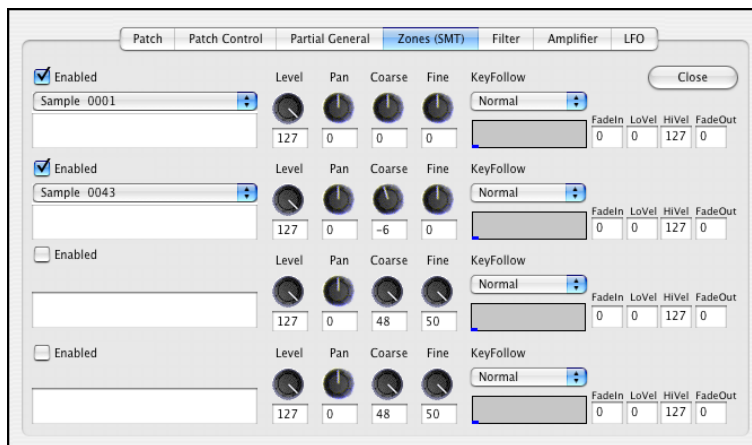 Patch Patch Control Partial General Zones (SMT) Filter Amplifier LFO
Enabled Level Pan Coarse Fine KeyFollow Close
Sample 0001 Normal
FadeIn LoVel HiVel FadeOut
127 0 0 0 0 0 127 0
Enabled Level Pan Coarse Fine KeyFollow
Sample 0043 Normal
FadeIn LoVel HiVel FadeOut
127 0 -6 0 0 0 127 0
Enabled Level Pan Coarse Fine KeyFollow
Normal
FadeIn LoVel HiVel FadeOut
127 0 48 50 0 0 127 0
Enabled Level Pan Coarse Fine KeyFollow
Normal
FadeIn LoVel HiVel FadeOut
127 0 48 50 0 0 127 0